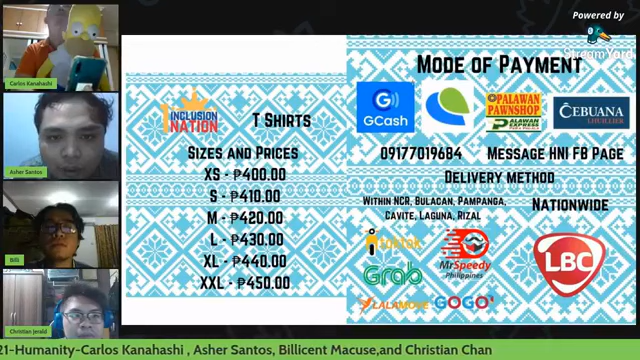 Powered by
StreamYard
Carlos Kanahashi
Asher Santos
Billi
Christian Jerald
INCLUSION
NATION
T SHIRTS
SIZES AND PRICES
XS - ₱400.00
S - ₱410.00
M - ₱420.00
L - ₱430.00
XL - ₱440.00
XXL - ₱450.00
MODE OF PAYMENT
GCash
PALAWAN
PAWNSHOP
PALAWAN
EXPRESS
CEBUANA
LHUILLIER
09177019684 MESSAGE HNI FB PAGE
DELIVERY METHOD
WITHIN NCR, BULACAN, PAMPANGA,
CAVITE, LAGUNA, RIZAL
NATIONWIDE
toktok
MrSpeedy
Philippines
Grab
LALAMOVE
GOGO
LBC
21-Humanity-Carlos Kanahashi , Asher Santos, Billicent Macuse,and Christian Chan